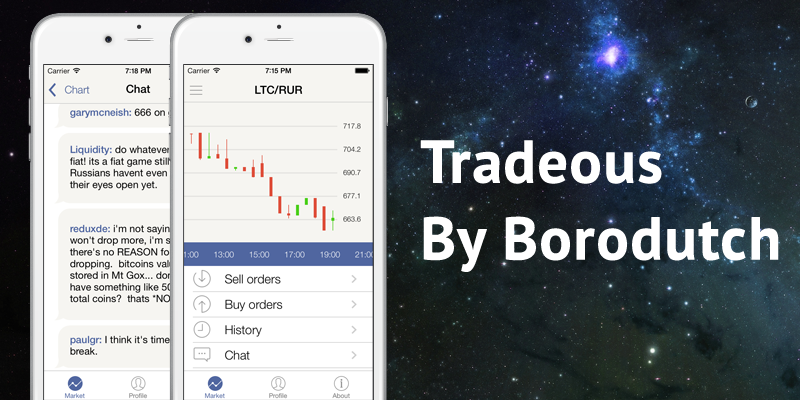 Carrier 7:18 PM
Chart Chat
garymcneish: 666 on
Liquidity: do whatever
fiat! its a fiat game still
Russians havent even
their eyes open yet.
reduxde: i'm not sayin
won't drop more, i'm s
there's no REASON fo
dropping. bitcoins val
stored in Mt Gox... don
have something like 50
total coins? thats *NO
paulgr: I think it's time
break.
Market Profile
Carrier 7:15 PM
LTC/RUR
717.8
704.2
690.7
677.1
663.6
1:00 13:00 15:00 17:00 19:00 21:00
Sell orders
Buy orders
History
Chat
Market Profile About
Tradeous
By Borodutch